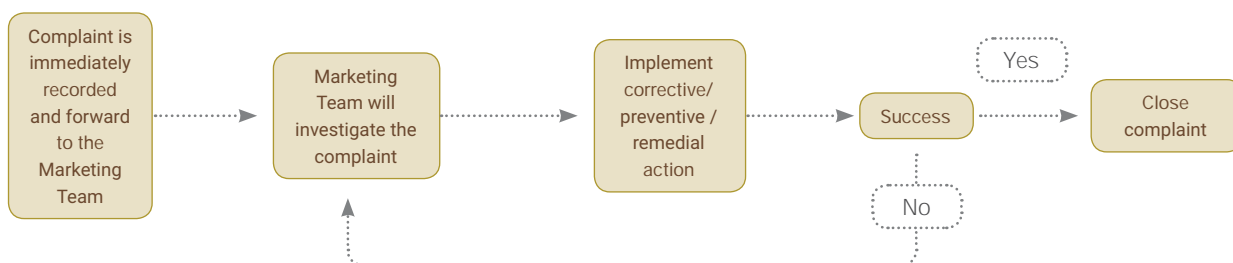 Complaint is
immediately
recorded
and forward
to the
Marketing
Team
Marketing
Team will
investigate the
complaint
Implement
corrective/
preventive /
remedial
action
Success
Yes
No
Close
complaint